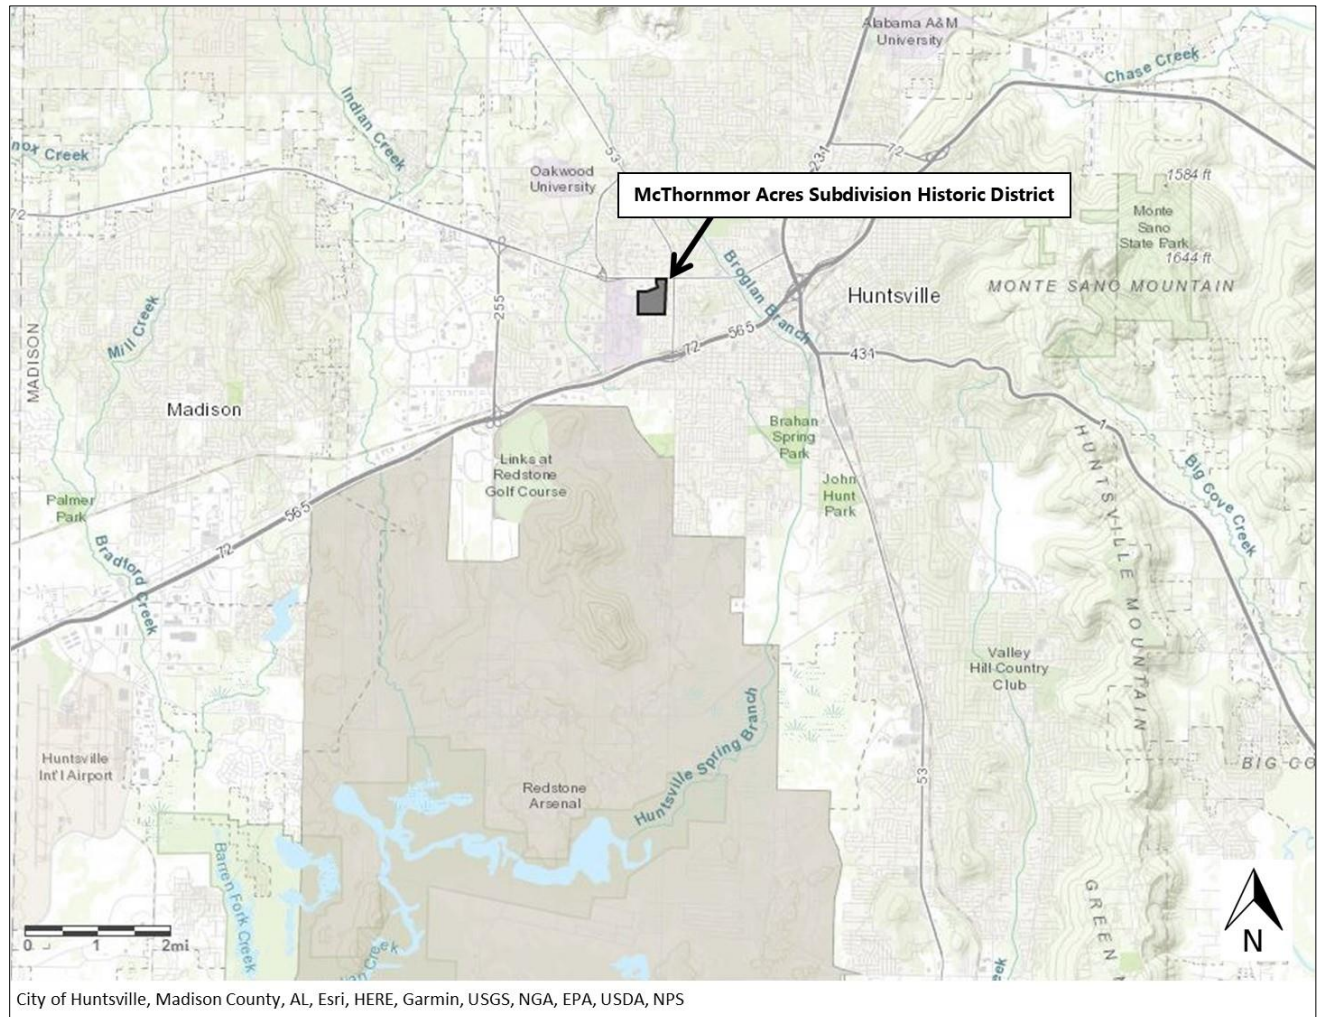 Alabama A&M
University
Chase Creek
Indian Creek
nox Creek
53
231
72
Oakwood
University
1584 ft
McThornmor Acres Subdivision Historic District
72
Monte
Sano
State Park
1644 ft
Broglan Branch
MONTE SANO MOUNTAIN
Huntsville
255
Mill Creek
MADISON
72
565
431
Madison
1
Brahan
Spring
Park
HUNTSVILLE MOUNTAIN
Links at
Redstone
Golf Course
Big Cove Creek
John
Hunt
Park
Palmer
Park
565
72
Bradford Creek
Valley
Hill Country
Club
Huntsville
Int'l Airport
Huntsville Spring Branch
BIG CO
53
Redstone
Arsenal
Barren Fork Creek
GREEN
0 1 2mi
N
ian Creek
eek
City of Huntsville, Madison County, AL, Esri, HERE, Garmin, USGS, NGA, EPA, USDA, NPS